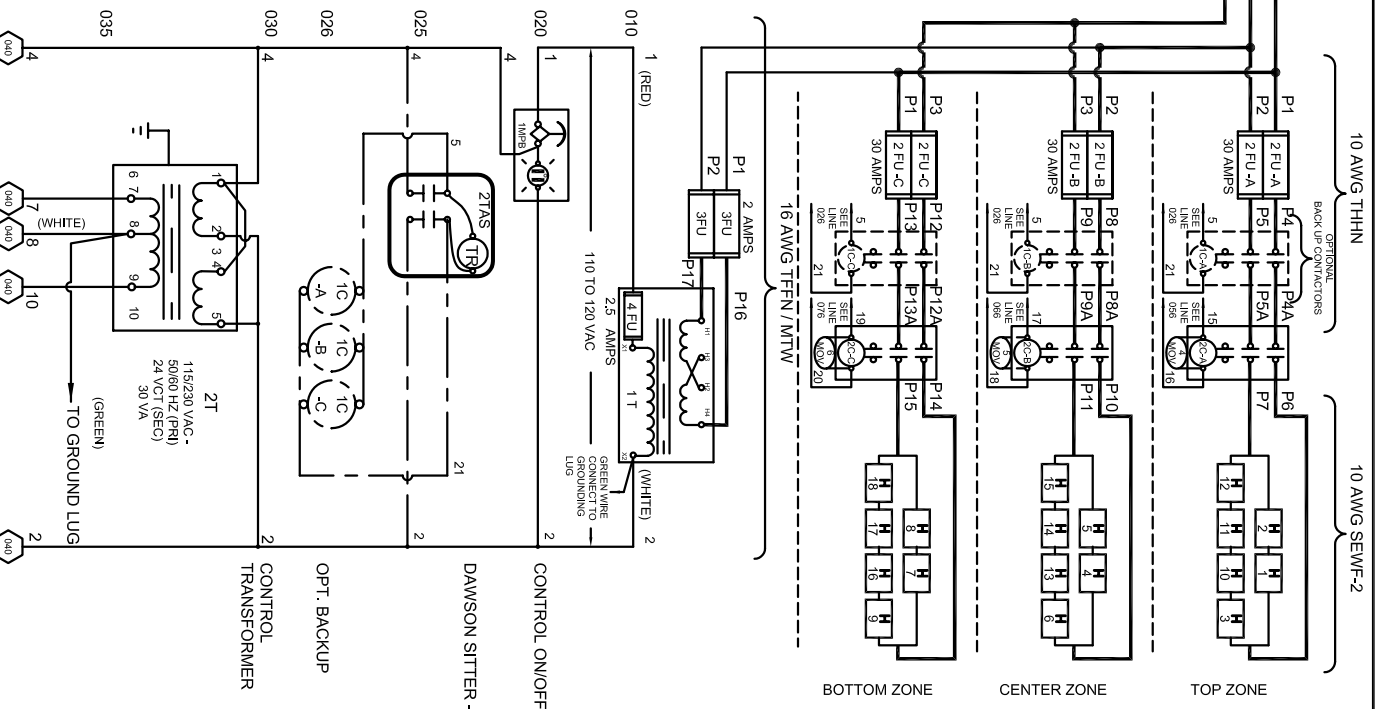 10 AWG THHN
10 AWG SEWF-2
OPTIONAL
BACK UP CONTACTORS
P1
P2
2 FU -A
2 FU -A
30 AMPS
P4
P5
5
SEE
LINE
026
1C-A
21
P4A
P5A
15
SEE
LINE
056
2C-A
4
MOV
16
P6
P7
H 2
H 1
H 12
H 11
H 10
H 3
TOP ZONE
P2
P3
2 FU -B
2 FU -B
30 AMPS
P8
P9
5
SEE
LINE
026
1C-B
21
P8A
P9A
17
SEE
LINE
066
2C-B
5
MOV
18
P10
P11
H 5
H 4
H 15
H 14
H 13
H 6
CENTER ZONE
P3
P1
2 FU-C
2 FU-C
30 AMPS
P12
P13
5
SEE
LINE
026
1C-C
21
P12A
P13A
19
SEE
LINE
076
2C-C
6
MOV
20
P14
P15
H 8
H 7
H 18
H 17
H 16
H 9
BOTTOM ZONE
16 AWG TFFN / MTW
P1
P2
2 AMPS
3FU
3FU
P16
P17
H1
H3
H2
H4
4 FU
2.5 AMPS
X1
1 T
X2
010
1
(RED)
110 TO 120 VAC
GREEN WIRE
CONNECT TO
GROUNDING
LUG
(WHITE)
2
020
1
1MPB
4
2
CONTROL ON/OFF
025
4
2TAS
TR
5
2
DAWSON SITTER -
026
1C
-A
1C
-B
1C
-C
21
OPT. BACKUP
030
4
2
CONTROL
TRANSFORMER
1
2
3
4
5
6
7
8
9
10
2T
115/230 VAC -
50/60 HZ (PRI)
24 VCT (SEC)
30 VA
035
(WHITE)
(GREEN)
TO GROUND LUG
040
4
040
7
040
8
040
10
040
2